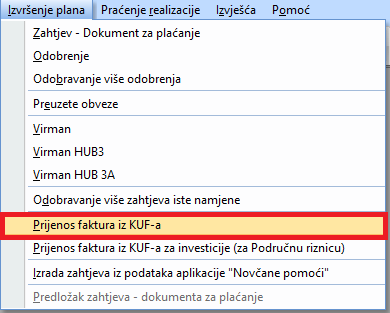 Izvršenje plana Praćenje realizacije Izvješća Pomoć
Zahtjev - Dokument za plaćanje
Odobrenje
Odobravanje više odobrenja
Preuzete obveze
Virman
Virman HUB3
Virman HUB 3A
Odobravanje više zahtjeva iste namjene
Prijenos faktura iz KUF-a
Prijenos faktura iz KUF-a za investicije (za Područnu riznicu)
Izrada zahtjeva iz podataka aplikacije "Novčane pomoći"
Predložak zahtjeva - dokumenta za plaćanje